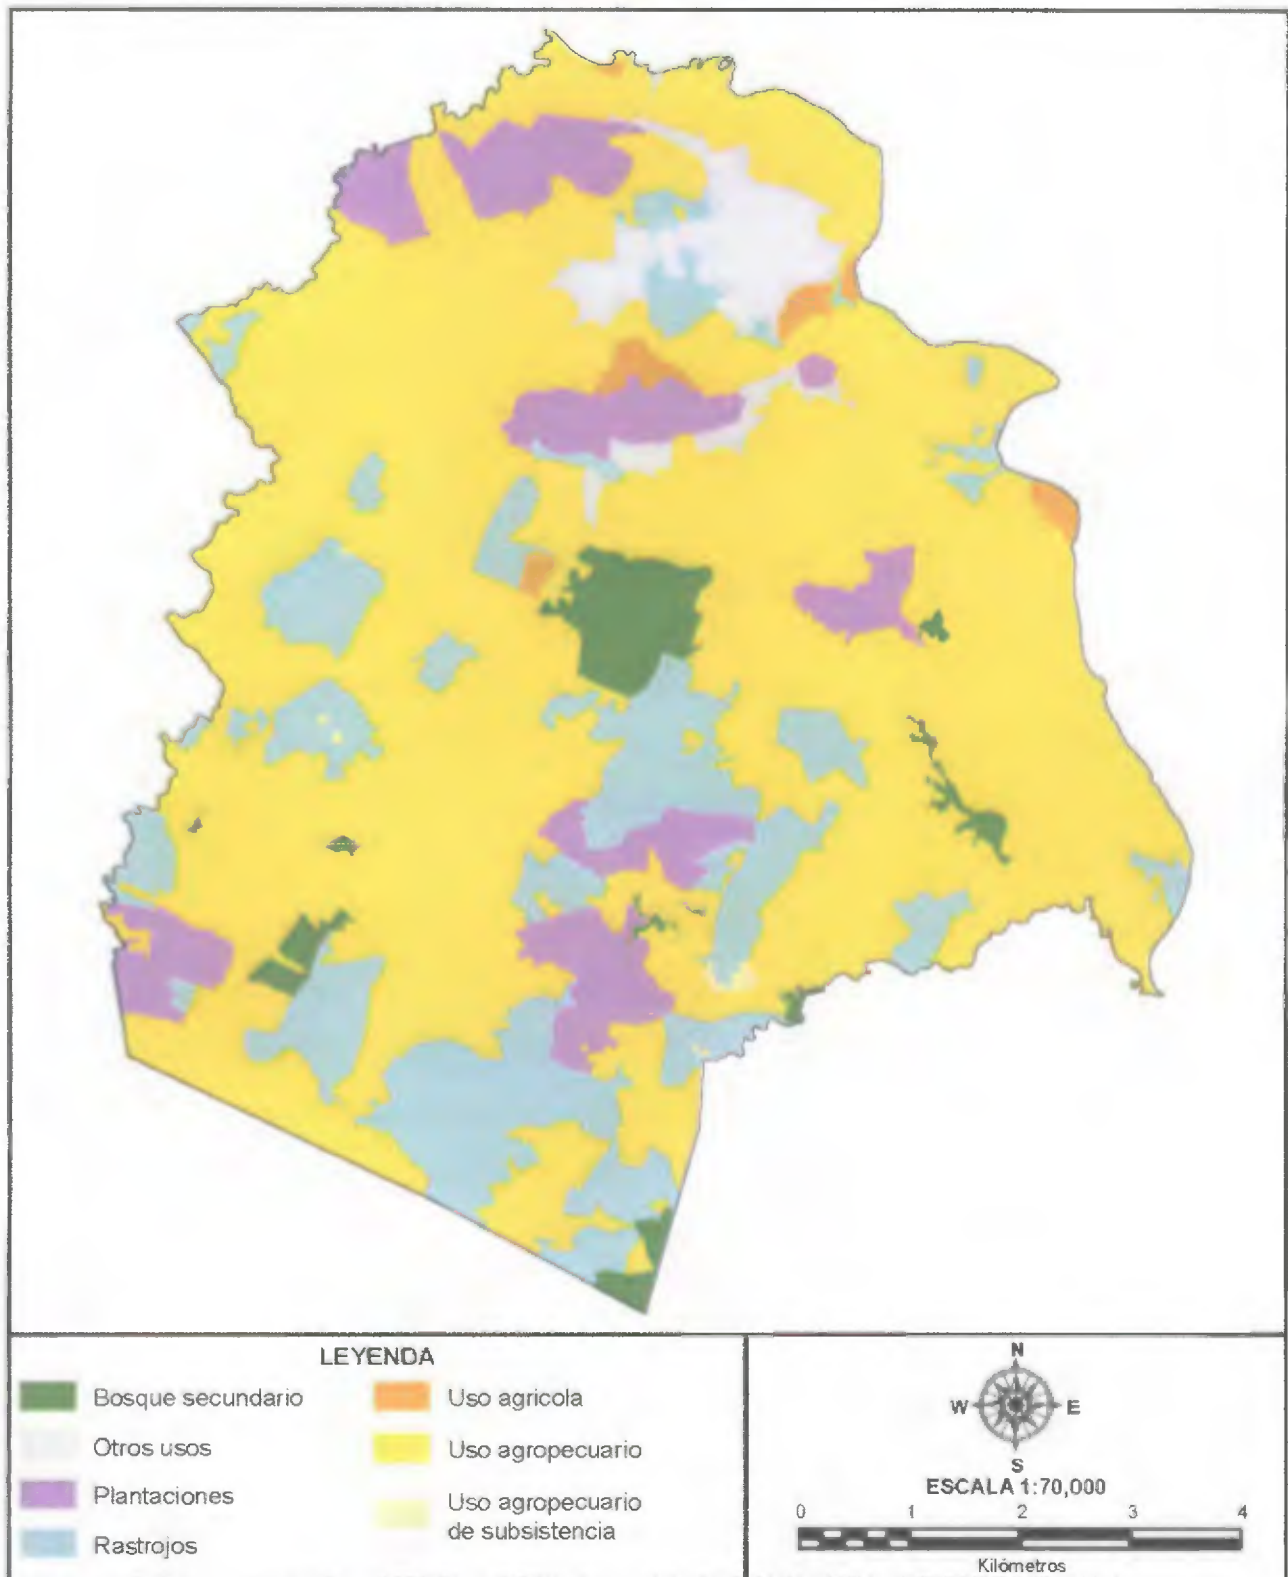 LEYENDA
Bosque secundario
Otros usos
Plantaciones
Rastrojos
Uso agricola
Uso agropecuario
Uso agropecuario
de subsistencia
N
W E
S
ESCALA 1:70,000
0 1 2 3 4
Kilómetros